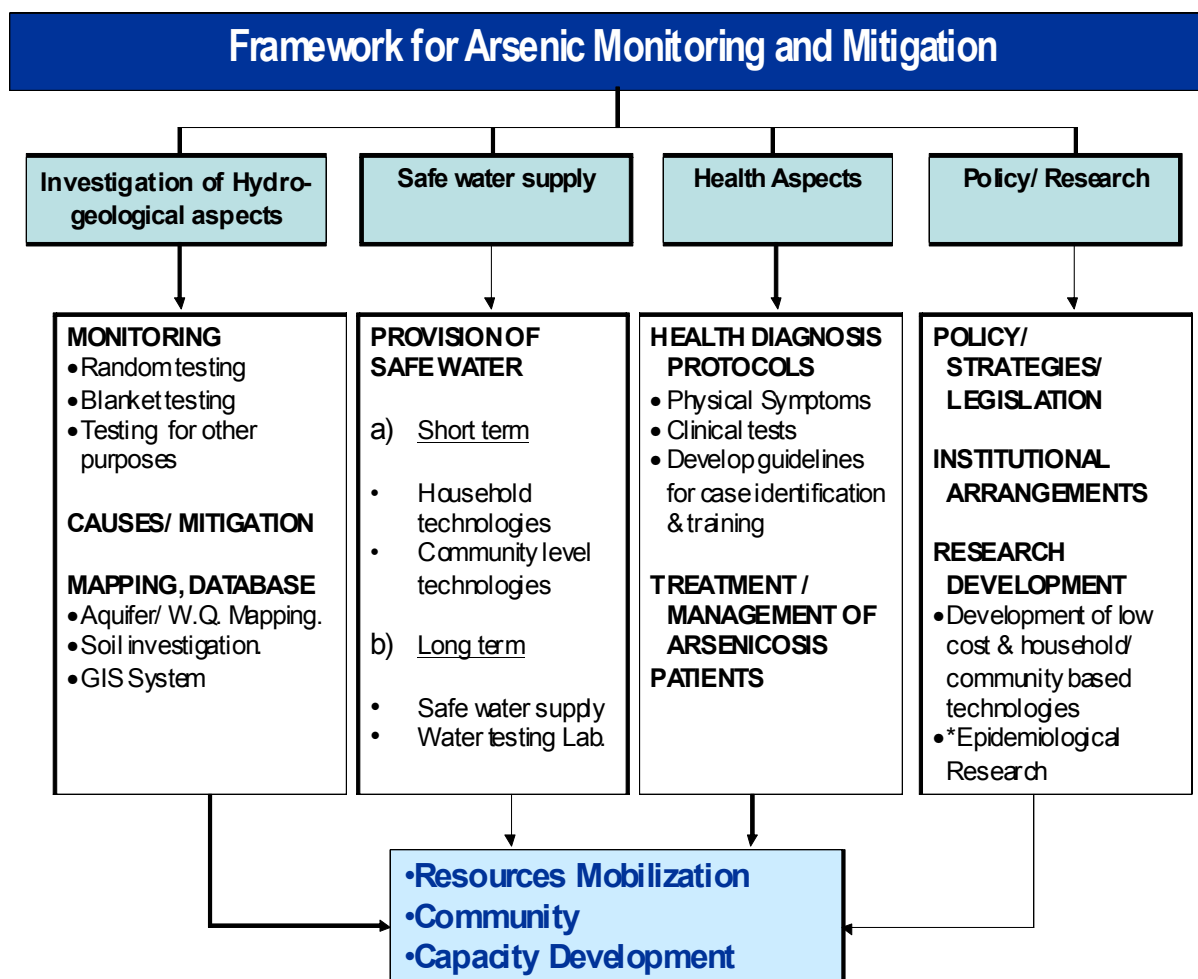 Framework for Arsenic Monitoring and Mitigation
Investigation of Hydro-
geological aspects
Safe water supply
Health Aspects
Policy/ Research
MONITORING
•Random testing
•Blanket testing
•Testing for other
purposes
CAUSES/ MITIGATION
MAPPING, DATABASE
•Aquifer/ W.Q. Mapping.
•Soil investigation.
•GIS System
PROVISION OF
SAFE WATER
a) Short term
• Household
technologies
• Community level
technologies
b) Long term
• Safe water supply
• Water testing Lab.
HEALTH DIAGNOSIS
PROTOCOLS
• Physical Symptoms
• Clinical tests
• Develop guidelines
for case identification
& training
TREATMENT /
MANAGEMENT OF
ARSENICOSIS
PATIENTS
POLICY/
STRATEGIES/
LEGISLATION
INSTITUTIONAL
ARRANGEMENTS
RESEARCH
DEVELOPMENT
•Development of low
cost & household/
community based
technologies
•*Epidemiological
Research
•Resources Mobilization
•Community
•Capacity Development